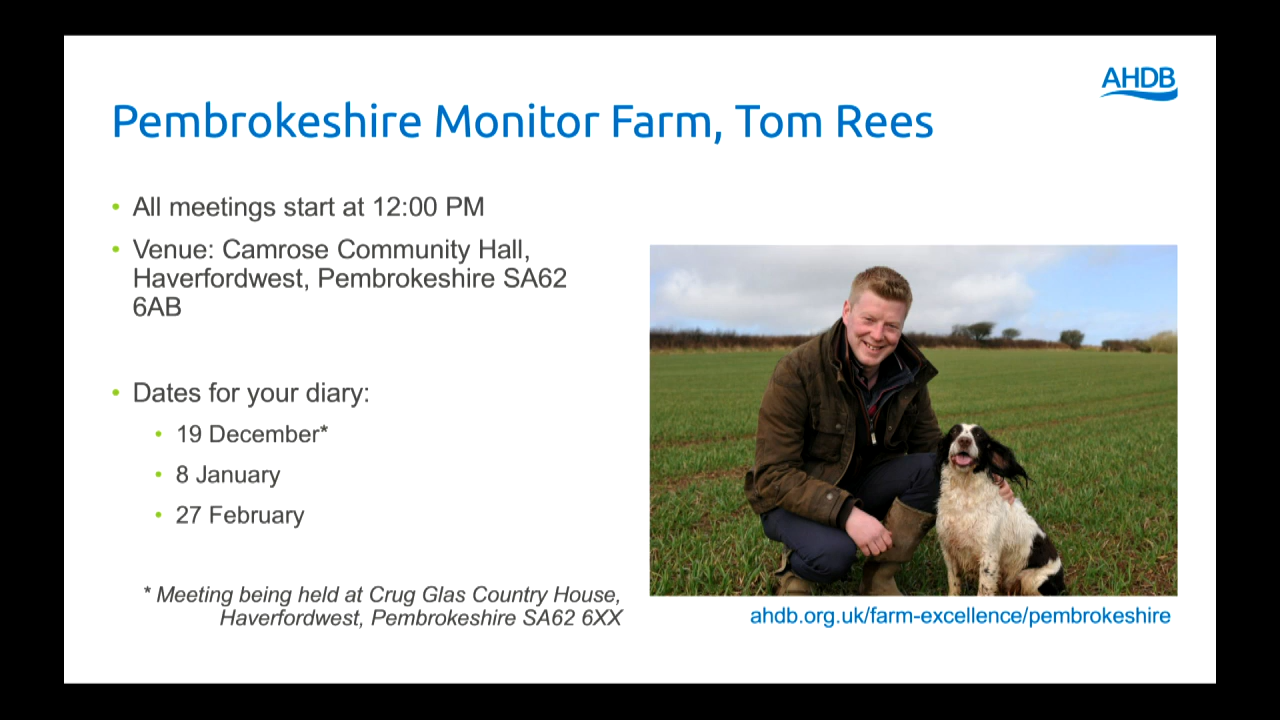 AHDB
Pembrokeshire Monitor Farm, Tom Rees
• All meetings start at 12:00 PM
• Venue: Camrose Community Hall,
Haverfordwest, Pembrokeshire SA62
6AB
• Dates for your diary:
• 19 December*
• 8 January
• 27 February
* Meeting being held at Crug Glas Country House,
Haverfordwest, Pembrokeshire SA62 6XX
ahdb.org.uk/farm-excellence/pembrokeshire